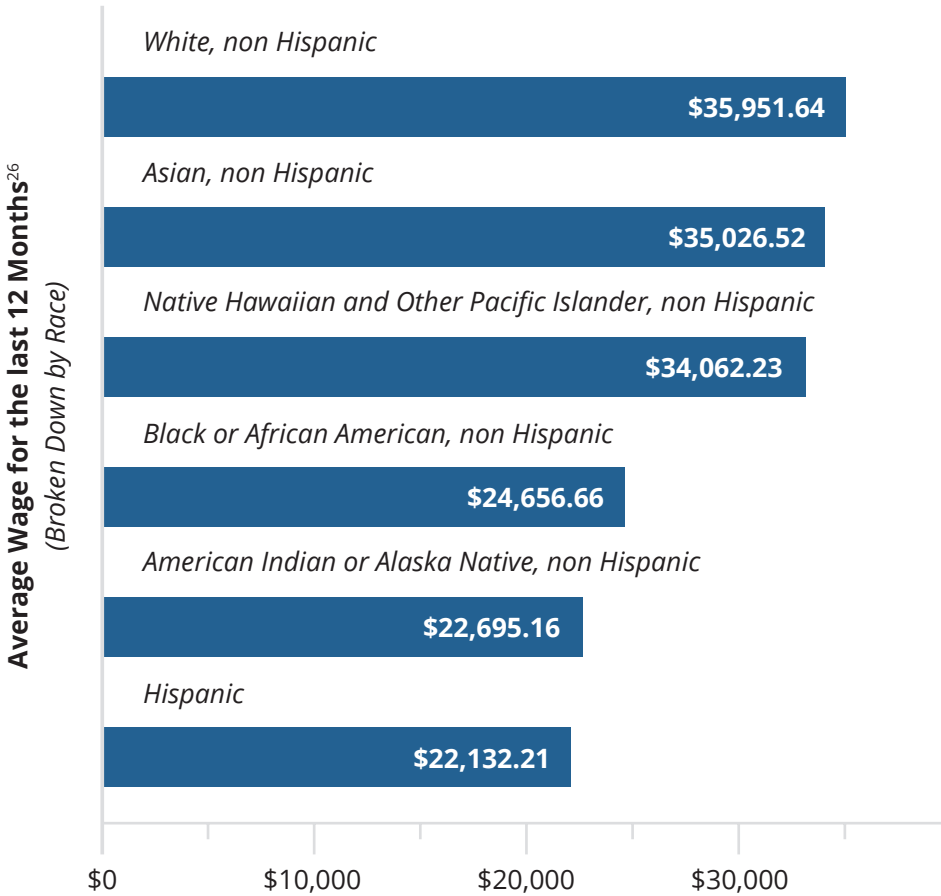 Average Wage for the last 12 Months26
(Broken Down by Race)
White, non Hispanic
$35,951.64
Asian, non Hispanic
$35,026.52
Native Hawaiian and Other Pacific Islander, non Hispanic
$34,062.23
Black or African American, non Hispanic
$24,656.66
American Indian or Alaska Native, non Hispanic
$22,695.16
Hispanic
$22,132.21
$0 $10,000 $20,000 $30,000